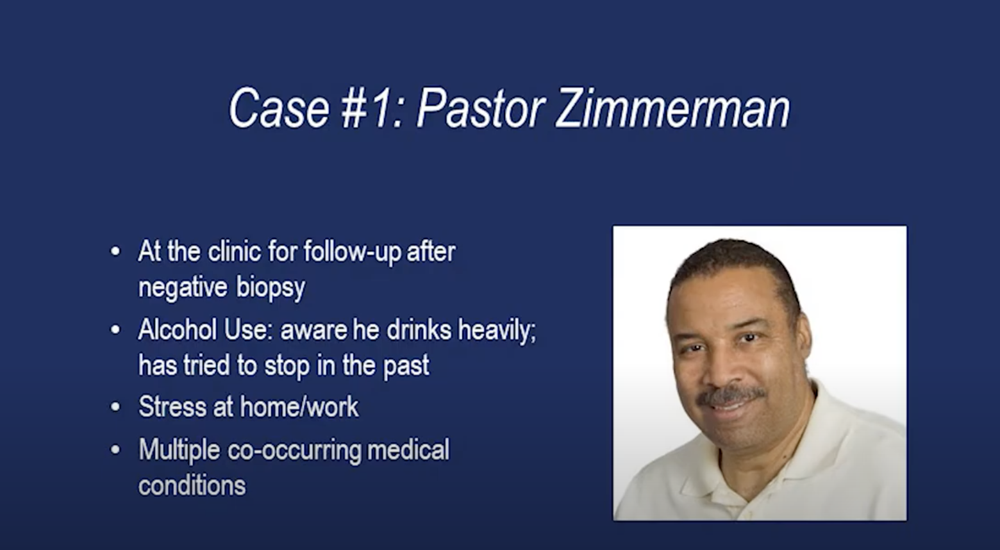 Case #1: Pastor Zimmerman
• At the clinic for follow-up after
negative biopsy
• Alcohol Use: aware he drinks heavily;
has tried to stop in the past
• Stress at home/work
• Multiple co-occurring medical
conditions